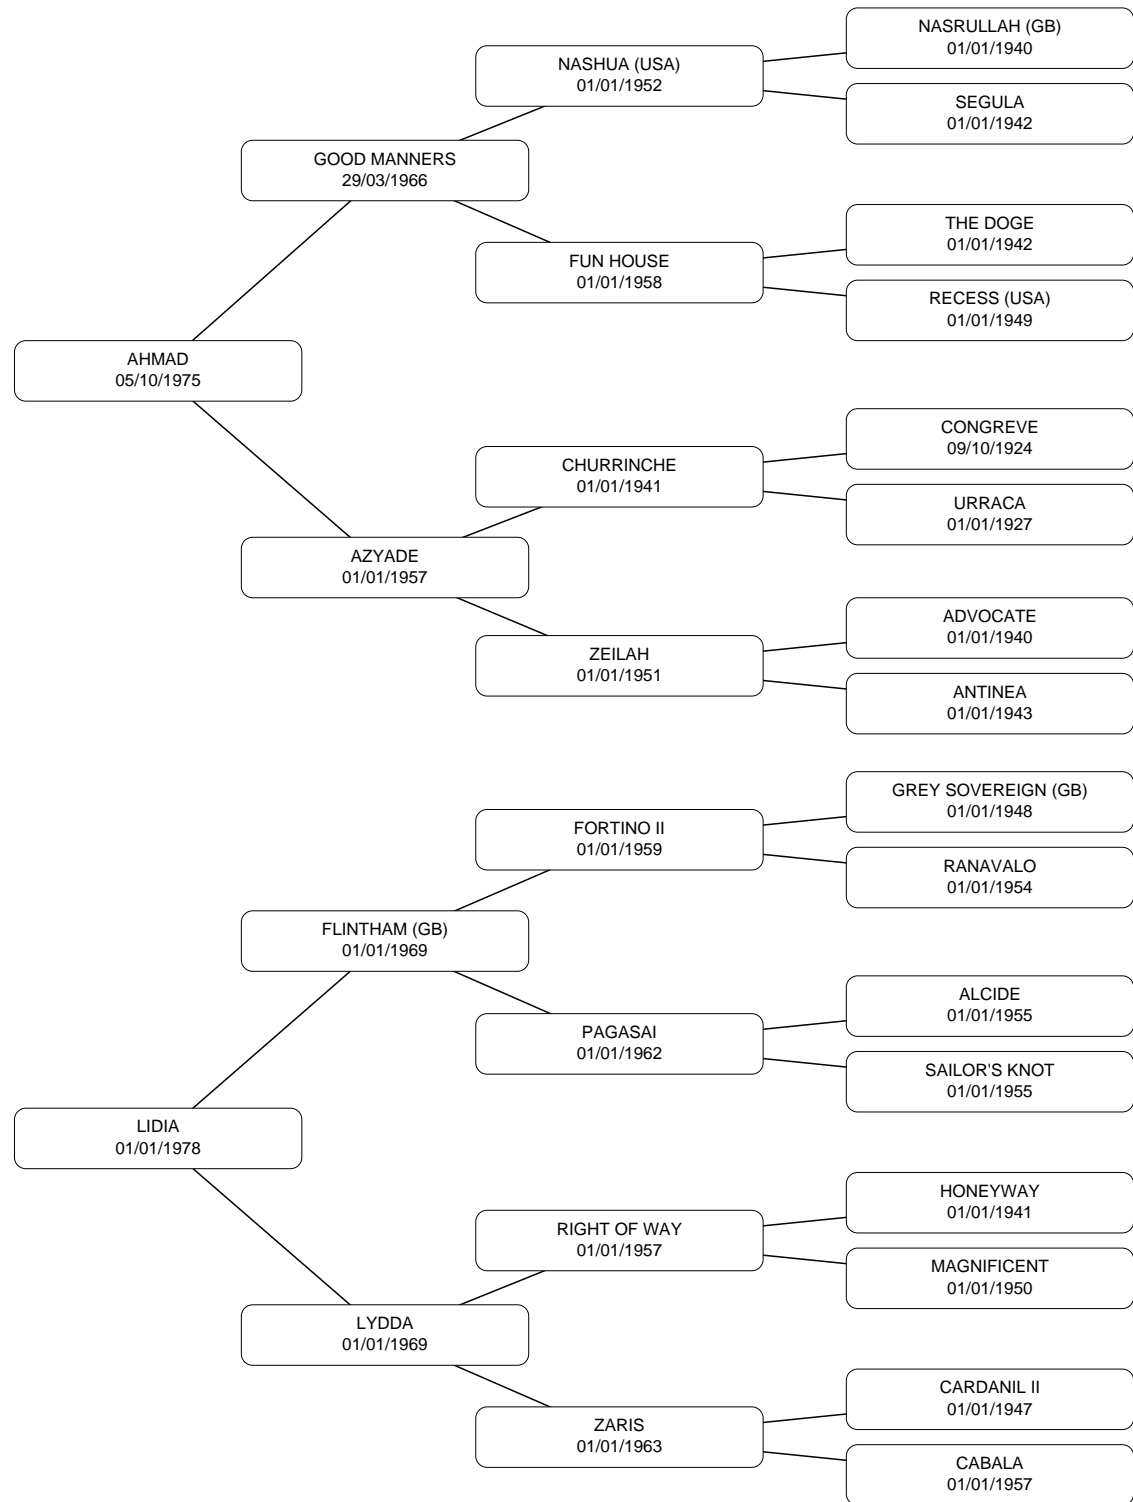 NASRULLAH (GB)
01/01/1940
NASHUA (USA)
01/01/1952
SEGULA
01/01/1942
GOOD MANNERS
29/03/1966
THE DOGE
01/01/1942
FUN HOUSE
01/01/1958
RECESS (USA)
01/01/1949
AHMAD
05/10/1975
CONGREVE
09/10/1924
CHURRINCHE
01/01/1941
URRACA
01/01/1927
AZYADE
01/01/1957
ADVOCATE
01/01/1940
ZEILAH
01/01/1951
ANTINEA
01/01/1943
GREY SOVEREIGN (GB)
01/01/1948
FORTINO II
01/01/1959
RANAVALO
01/01/1954
FLINTHAM (GB)
01/01/1969
ALCIDE
01/01/1955
PAGASAI
01/01/1962
SAILOR'S KNOT
01/01/1955
LIDIA
01/01/1978
HONEYWAY
01/01/1941
RIGHT OF WAY
01/01/1957
MAGNIFICENT
01/01/1950
LYDDA
01/01/1969
CARDANIL II
01/01/1947
ZARIS
01/01/1963
CABALA
01/01/1957